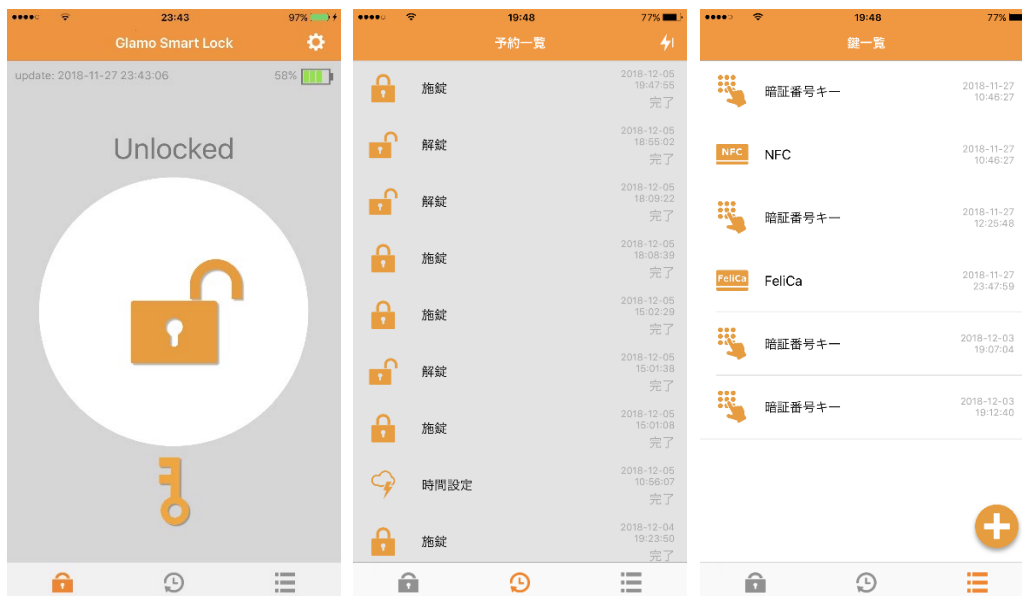 23:43
97%
Glamo Smart Lock
update: 2018-11-27 23:43:06
58%
Unlocked
19:48
77%
予約一覧
施錠
2018-12-05
19:47:55
完了
解錠
2018-12-05
18:55:02
完了
解錠
2018-12-05
18:09:22
完了
施錠
2018-12-05
18:08:39
完了
施錠
2018-12-05
15:02:29
完了
解錠
2018-12-05
15:01:38
完了
施錠
2018-12-05
15:01:08
完了
時間設定
2018-12-05
10:56:07
完了
施錠
2018-12-04
19:23:50
完了
19:48
77%
鍵一覧
暗証番号キー
2018-11-27
10:46:27
NFC
NFC
2018-11-27
10:46:27
暗証番号キー
2018-11-27
12:25:48
FeliCa
FeliCa
2018-11-27
23:47:59
暗証番号キー
2018-12-03
19:07:04
暗証番号キー
2018-12-03
19:12:40